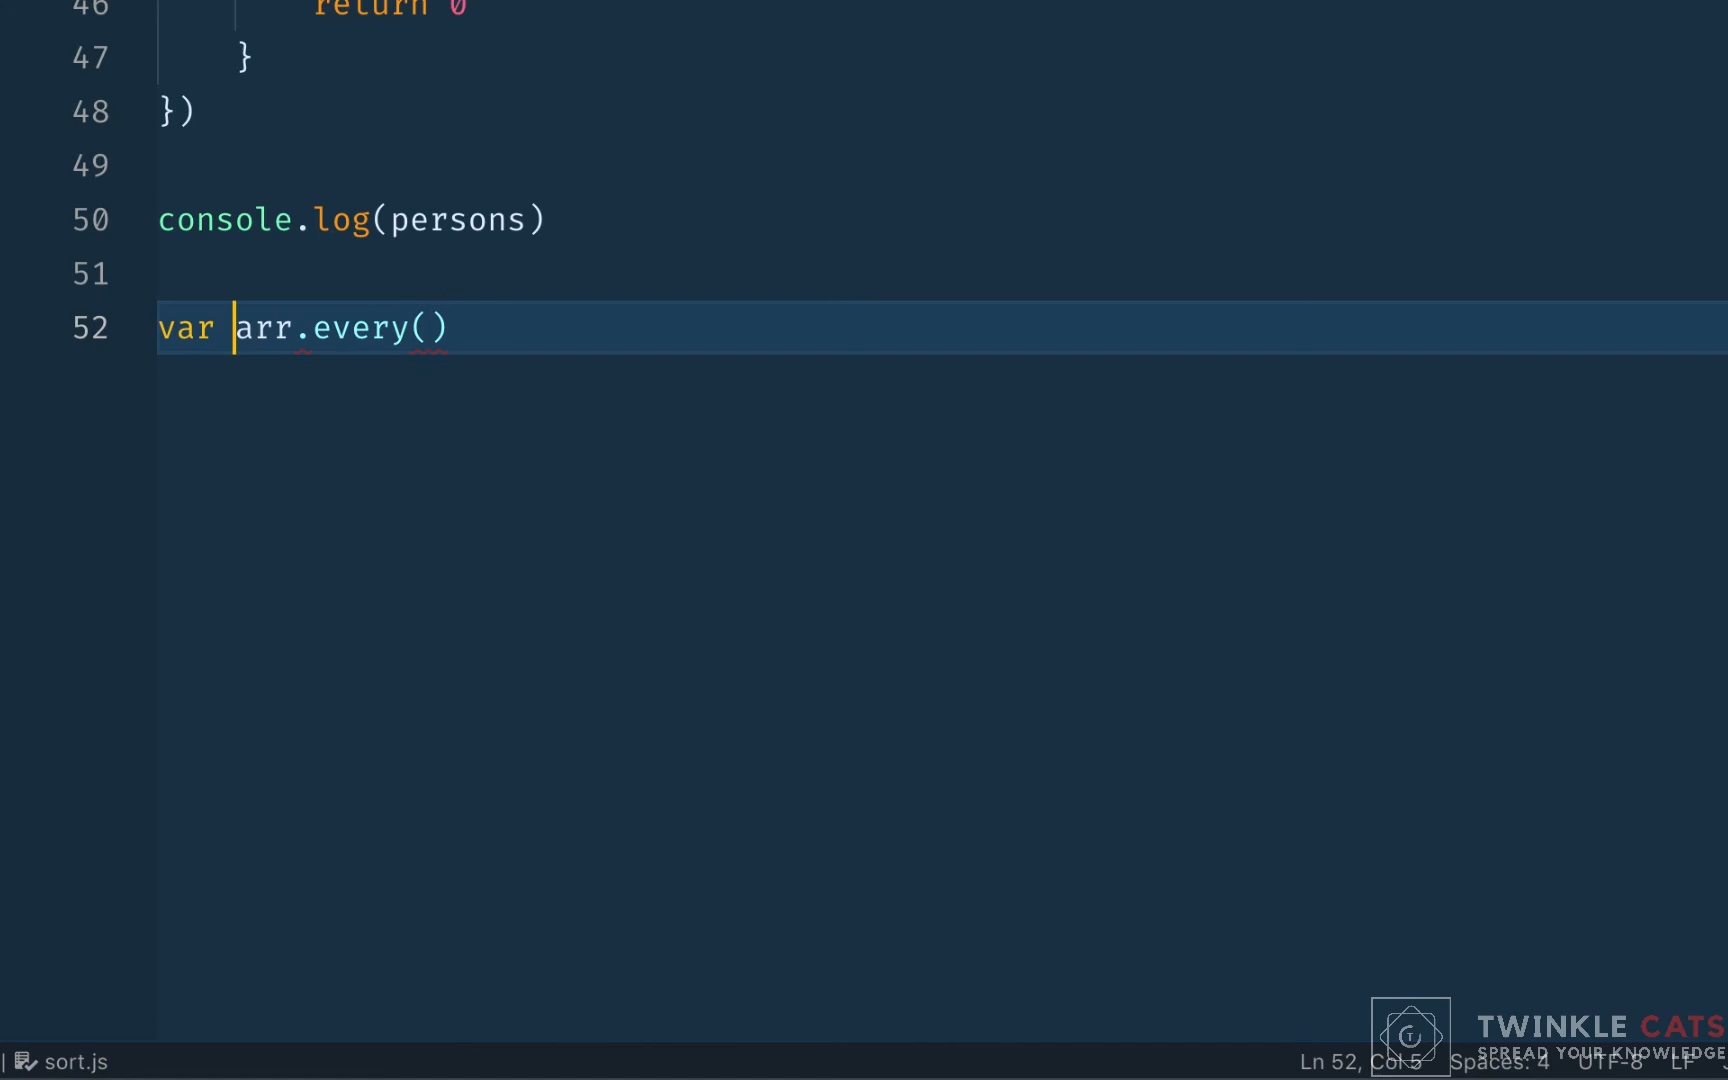 46 return 0
47 }
48 })
49
50 console.log(persons)
51
52 var arr.every()
TWINKLE CATS
SPREAD YOUR KNOWLEDGE
sort.js Ln 52, Col 5 Spaces: 4 UTF-8 LF